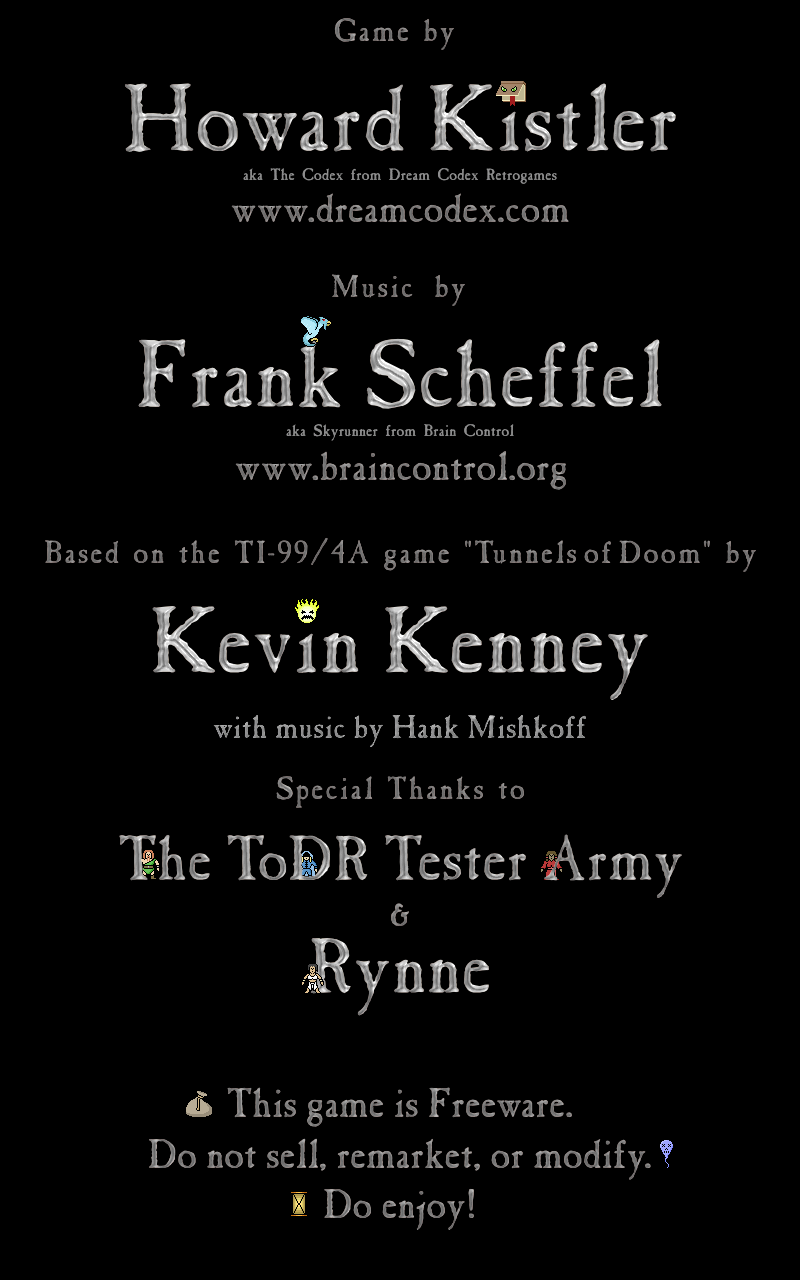 Game by
Howard Kistler
aka The Codex from Dream Codex Retrogames
www.dreamcodex.com
Music by
Frank Scheffel
aka Skyrunner from Brain Control
www.braincontrol.org
Based on the TI-99/4A game "Tunnels of Doom" by
Kevin Kenney
with music by Hank Mishkoff
Special Thanks to
The ToDR Tester Army
&
Rynne
This game is Freeware.
Do not sell, remarket, or modify.
Do enjoy!